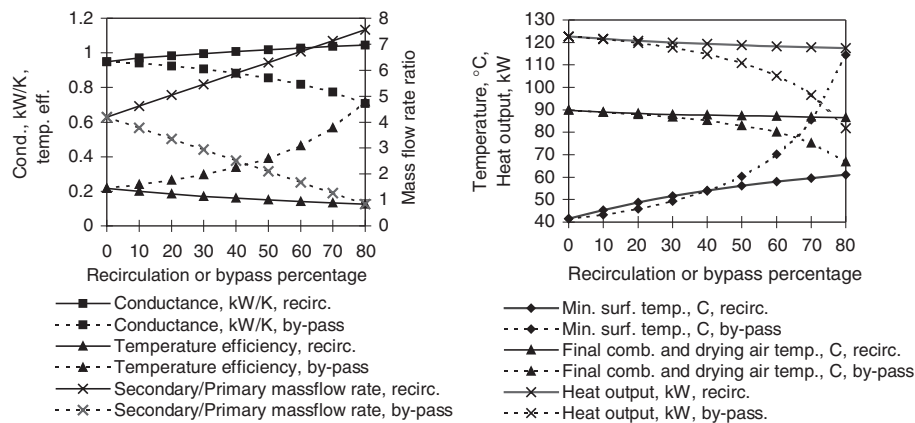 1.2
1
0.8
0.6
0.4
0.2
0
Cond., kW/K,
temp. eff.
8
7
6
5
4
3
2
1
0
Mass flow rate ratio
0 10 20 30 40 50 60 70 80
Recirculation or bypass percentage
Conductance, kW/K, recirc.
Conductance, kW/K, by-pass
Temperature efficiency, recirc.
Temperature efficiency, by-pass
Secondary/Primary massflow rate, recirc.
Secondary/Primary massflow rate, by-pass
130
120
110
100
90
80
70
60
50
40
Temperature, °C,
Heat output, kW
0 10 20 30 40 50 60 70 80
Recirculation or bypass percentage
Min. surf. temp., C, recirc.
Min. surf. temp., C, by-pass
Final comb. and drying air temp., C, recirc.
Final comb. and drying air temp., C, by-pass
Heat output, kW, recirc.
Heat output, kW, by-pass.